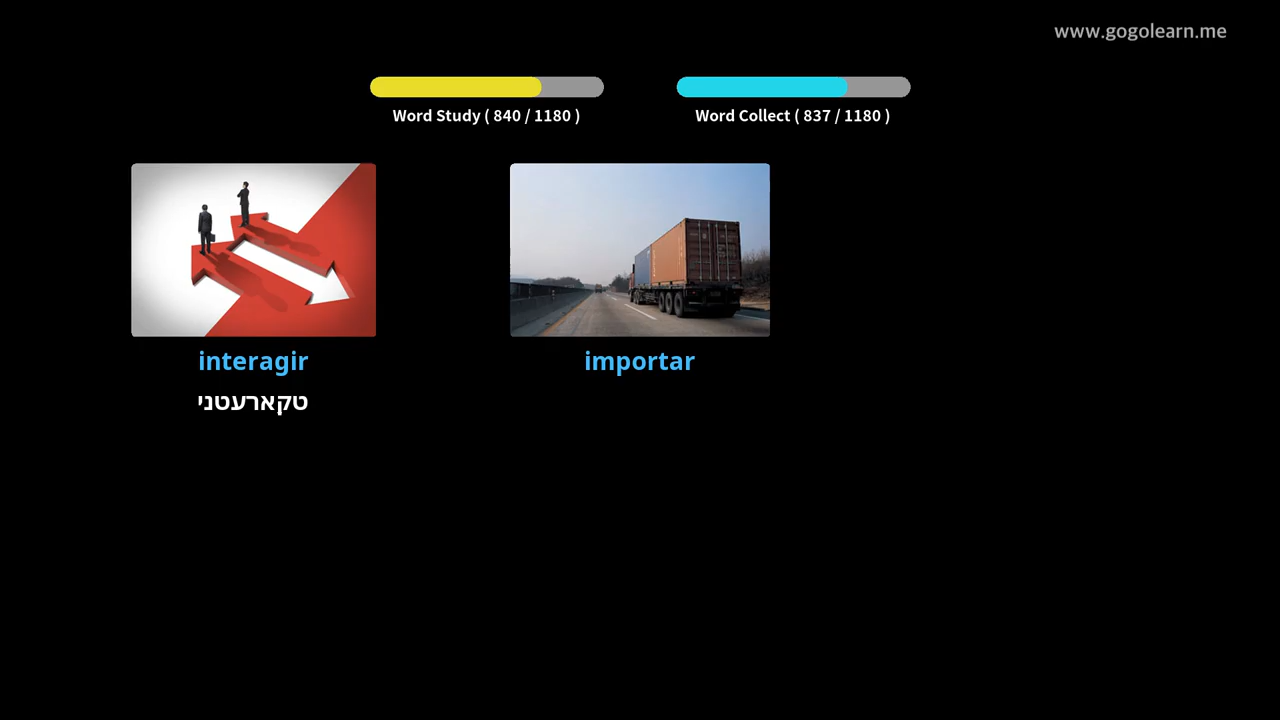 www.gogolearn.me
Word Study ( 840 / 1180 )
Word Collect ( 837 / 1180 )
interagir
importar
טקארעטני